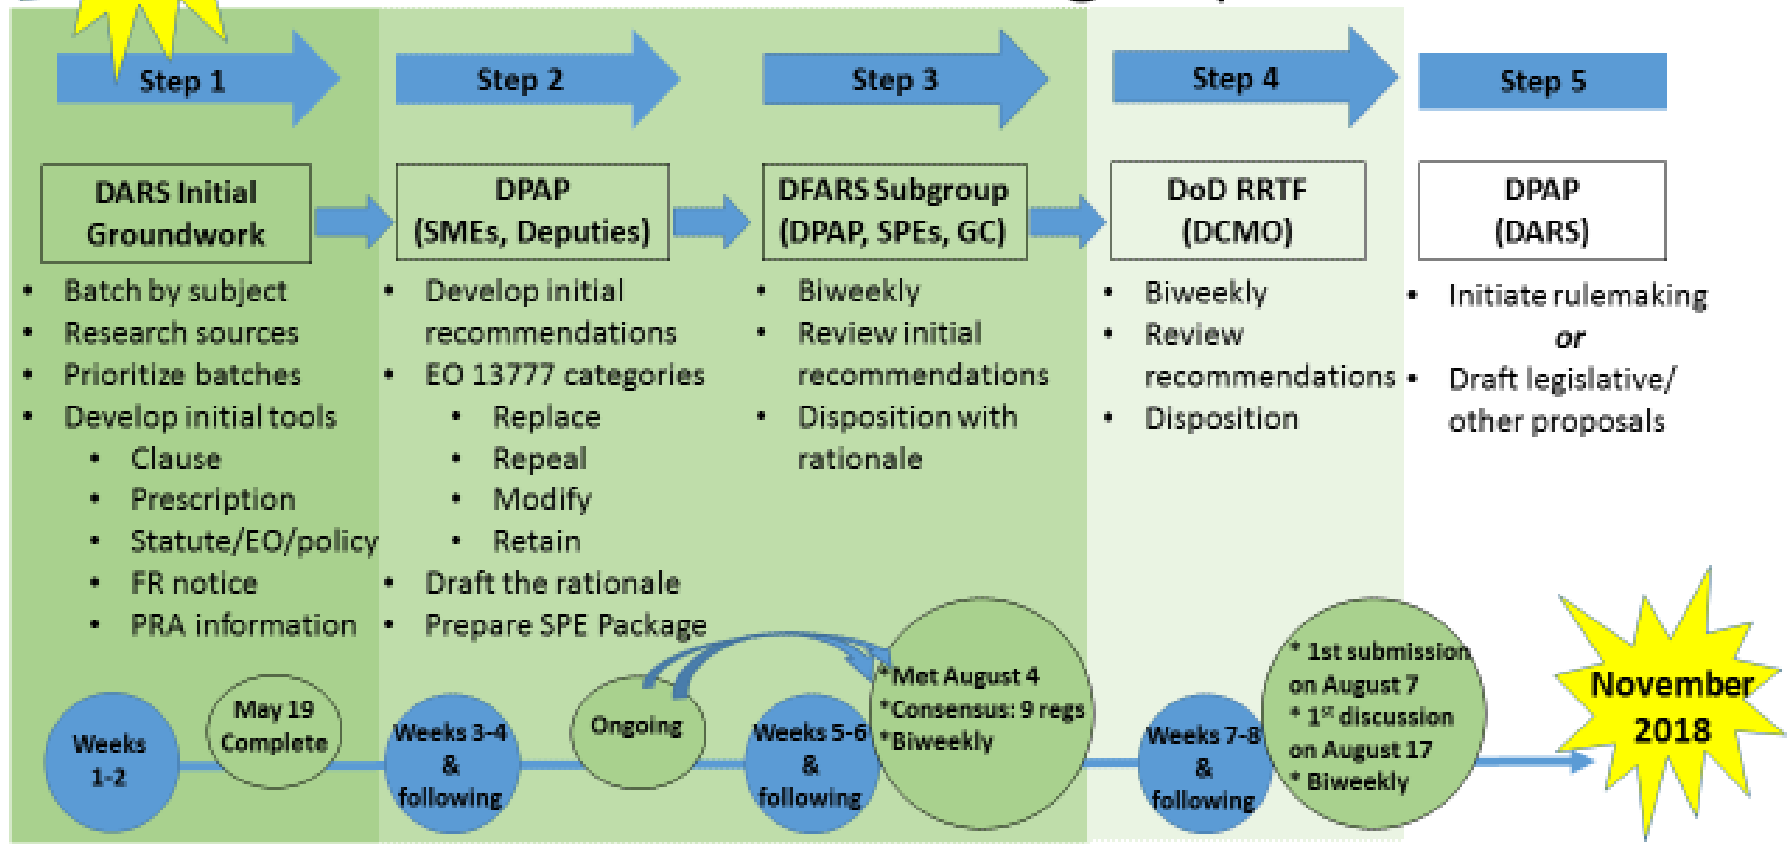 Step 1
Step 2
Step 3
Step 4
Step 5
DARS Initial
Groundwork
DPAP
(SMEs, Deputies)
DFARS Subgroup
(DPAP, SPEs, GC)
DoD RRTF
(DCMO)
DPAP
(DARS)
• Batch by subject
• Research sources
• Prioritize batches
• Develop initial tools
• Clause
• Prescription
• Statute/EO/policy
• FR notice
• PRA information
• Develop initial
recommendations
• EO 13777 categories
• Replace
• Repeal
• Modify
• Retain
• Draft the rationale
• Prepare SPE Package
• Biweekly
• Review initial
recommendations
• Disposition with
rationale
• Biweekly
• Review
recommendations
• Disposition
• Initiate rulemaking
or
• Draft legislative/
other proposals
Weeks
1-2
May 19
Complete
Weeks 3-4
&
following
Ongoing
Weeks 5-6
&
following
*Met August 4
*Consensus: 9 regs
*Biweekly
Weeks 7-8
&
following
* 1st submission
on August 7
* 1st discussion
on August 17
* Biweekly
November
2018